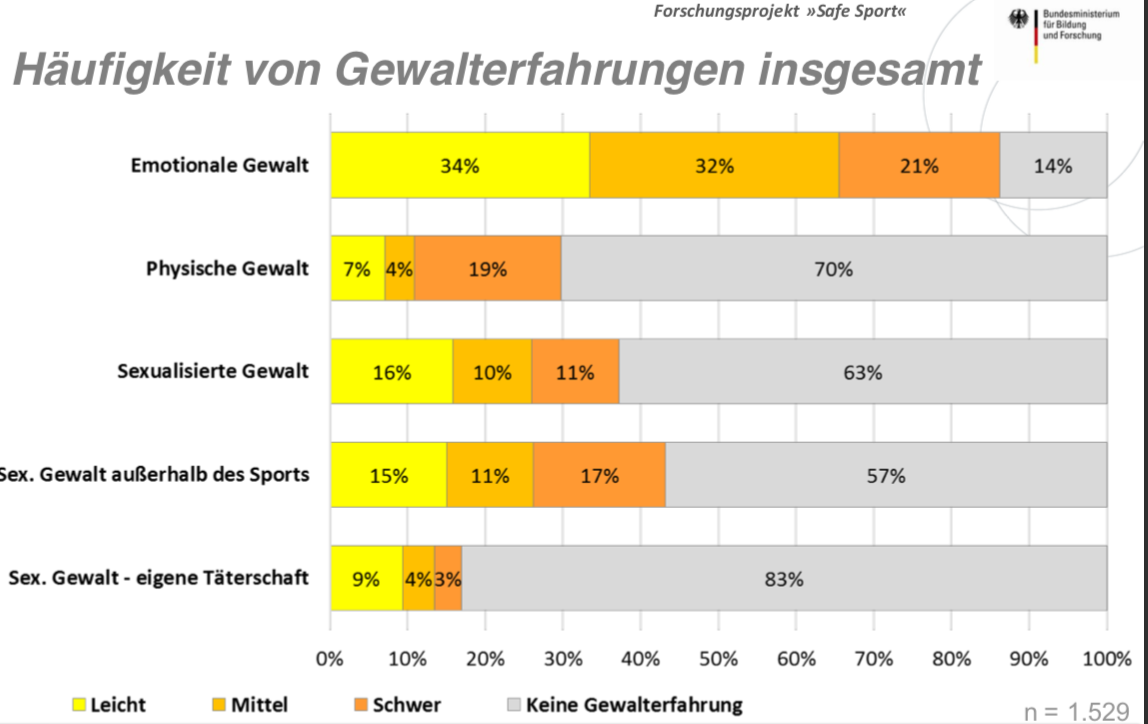 Forschungsprojekt »Safe Sport«
Bundesministerium
für Bildung
und Forschung
Häufigkeit von Gewalterfahrungen insgesamt
Emotionale Gewalt 34% 32% 21% 14%
Physische Gewalt 7% 4% 19% 70%
Sexualisierte Gewalt 16% 10% 11% 63%
Sex. Gewalt außerhalb des Sports 15% 11% 17% 57%
Sex. Gewalt - eigene Täterschaft 9% 4% 3% 83%
0% 10% 20% 30% 40% 50% 60% 70% 80% 90% 100%
Leicht Mittel Schwer Keine Gewalterfahrung
n = 1.529